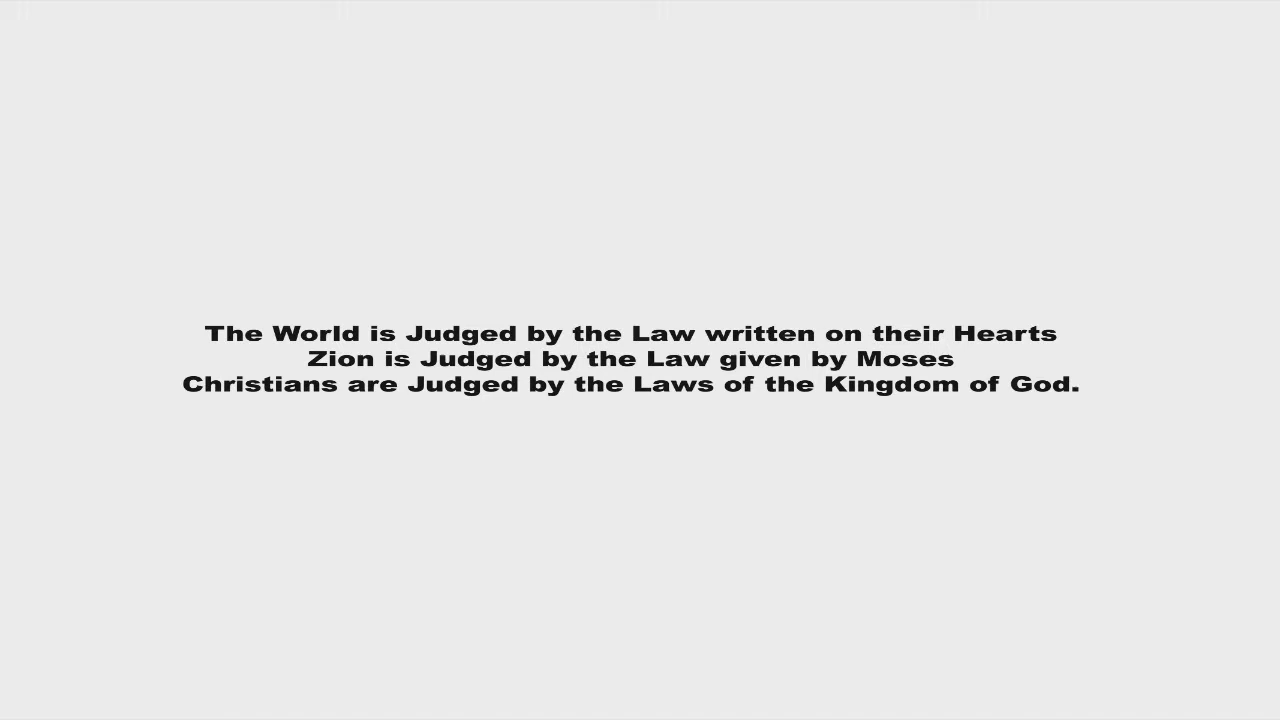 The World is Judged by the Law written on their Hearts
Zion is Judged by the Law given by Moses
Christians are Judged by the Laws of the Kingdom of God.